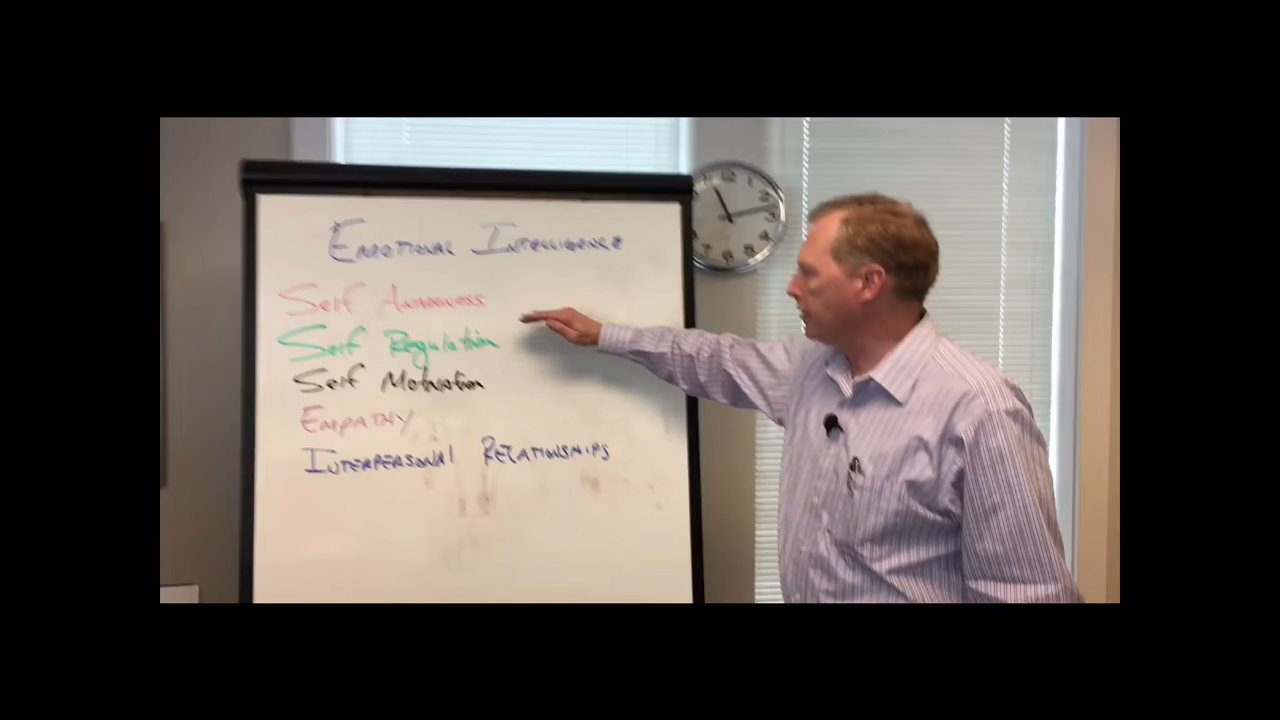 EMOTIONAL INTELLIGENCE
Self AWARENESS
Self Regulation
Self Motivation
EMPATHY
INTERPERSONAL RELATIONSHIPS